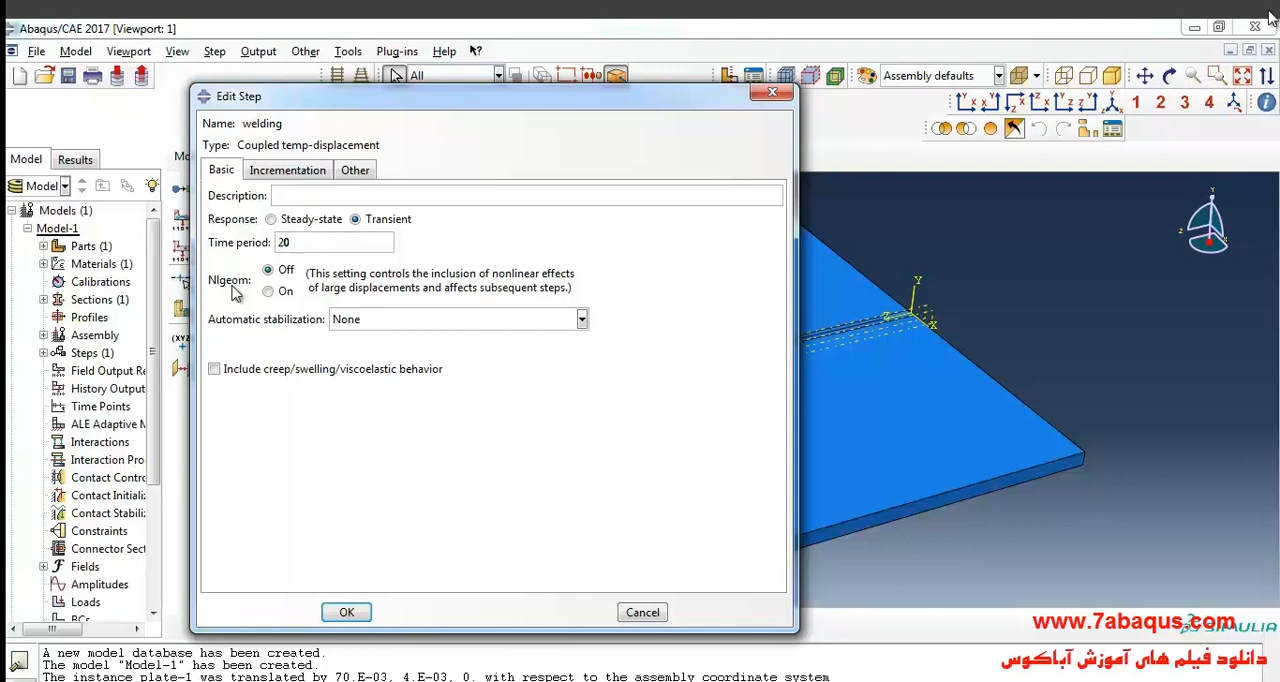 Abaqus/CAE 2017 [Viewport: 1]
File Model Viewport View Step Output Other Tools Plug-ins Help
All
Assembly defaults
1 2 3 4
Edit Step
Name: welding
Type: Coupled temp-displacement
Basic Incrementation Other
Description:
Response: Steady-state Transient
Time period: 20
Nlgeom: Off (This setting controls the inclusion of nonlinear effects
On of large displacements and affects subsequent steps.)
Automatic stabilization: None
Include creep/swelling/viscoelastic behavior
OK Cancel
Model Results
Mo
Model
Models (1)
Model-1
Parts (1)
Materials (1)
Calibrations
Sections (1)
Profiles
Assembly
Steps (1)
Field Output Re
History Output
Time Points
ALE Adaptive M
Interactions
Interaction Pro
Contact Contro
Contact Initializ
Contact Stabiliz
Constraints
Connector Sect
Fields
Amplitudes
Loads
BCs
Y
Z
X
Y
Z
X
www.7abaqus.com
SIMULIA
دانلود فیلم های آموزش آباکوس
A new model database has been created.
The model "Model-1" has been created.
The instance plate-1 was translated by 70.E-03, 4.E-03, 0. with respect to the assembly coordinate system